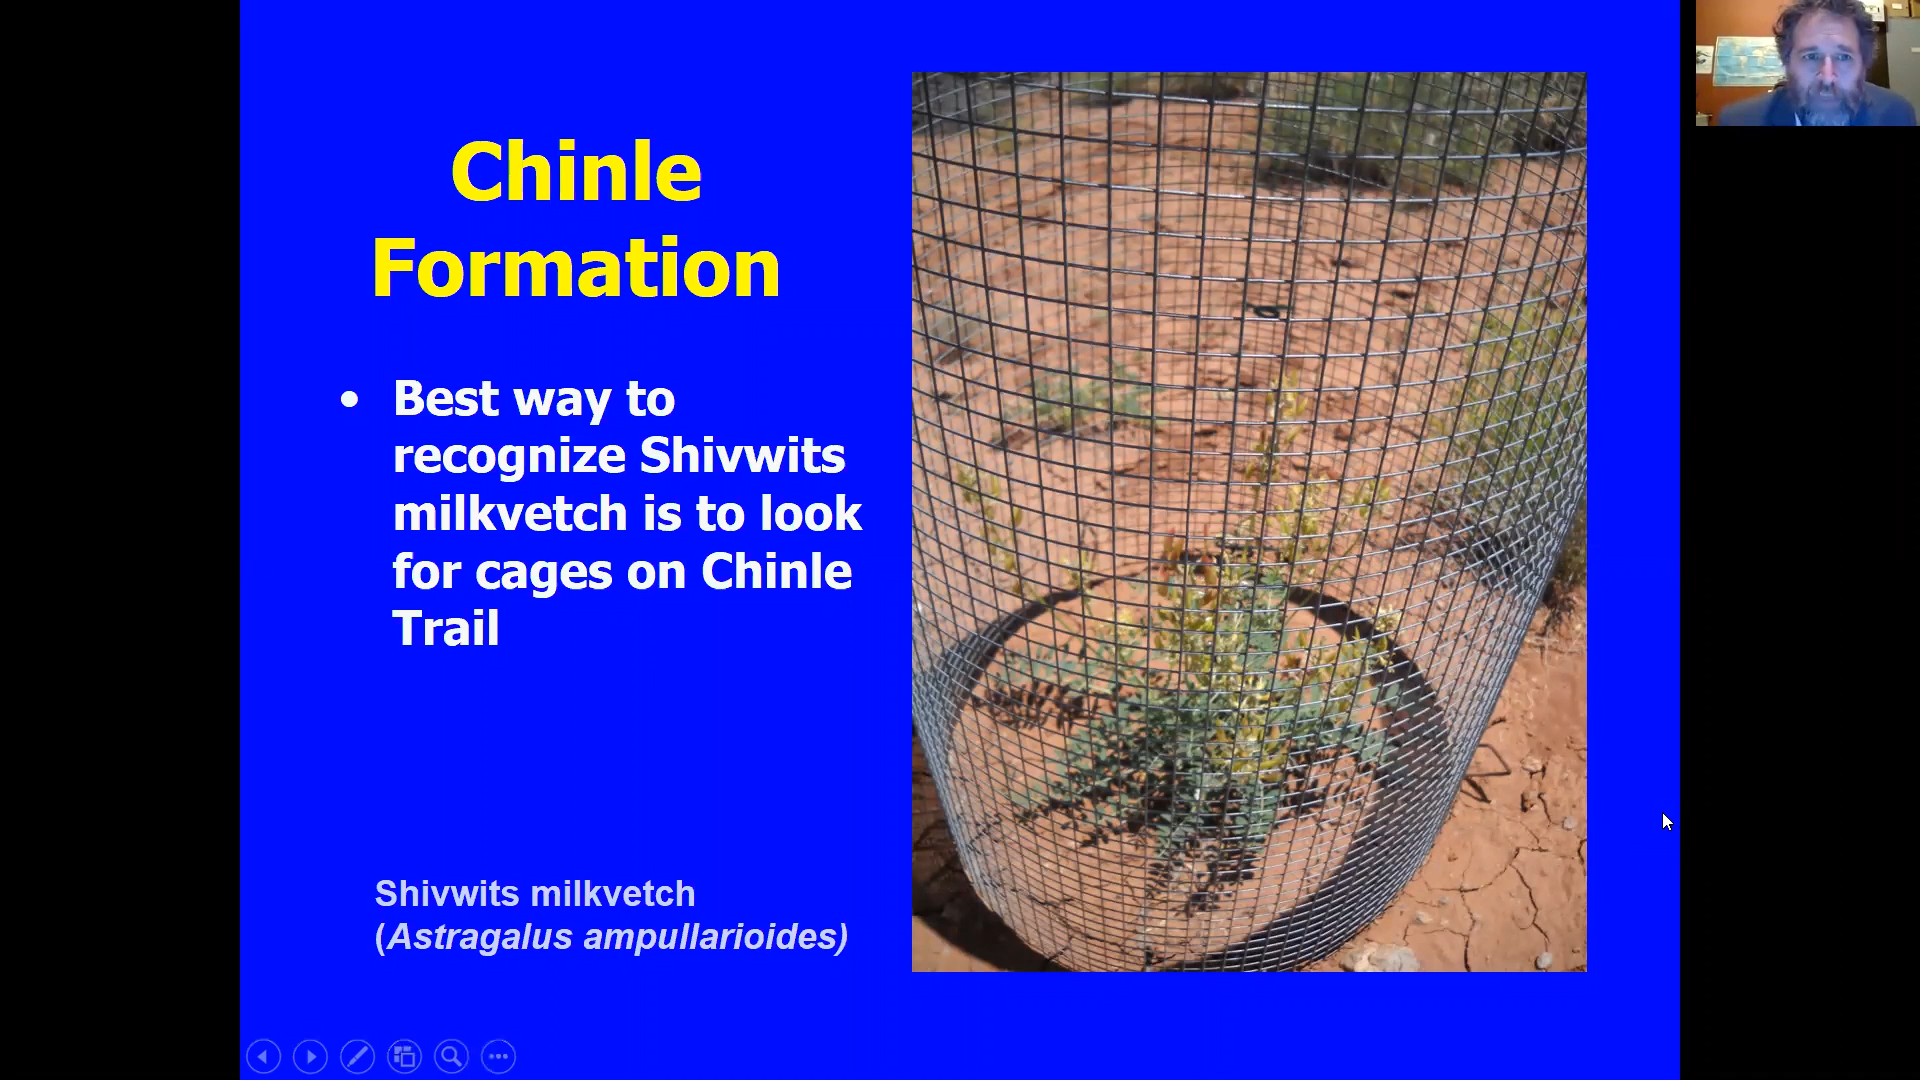 Chinle
Formation
• Best way to
recognize Shivwits
milkvetch is to look
for cages on Chinle
Trail
Shivwits milkvetch
(Astragalus ampullarioides)